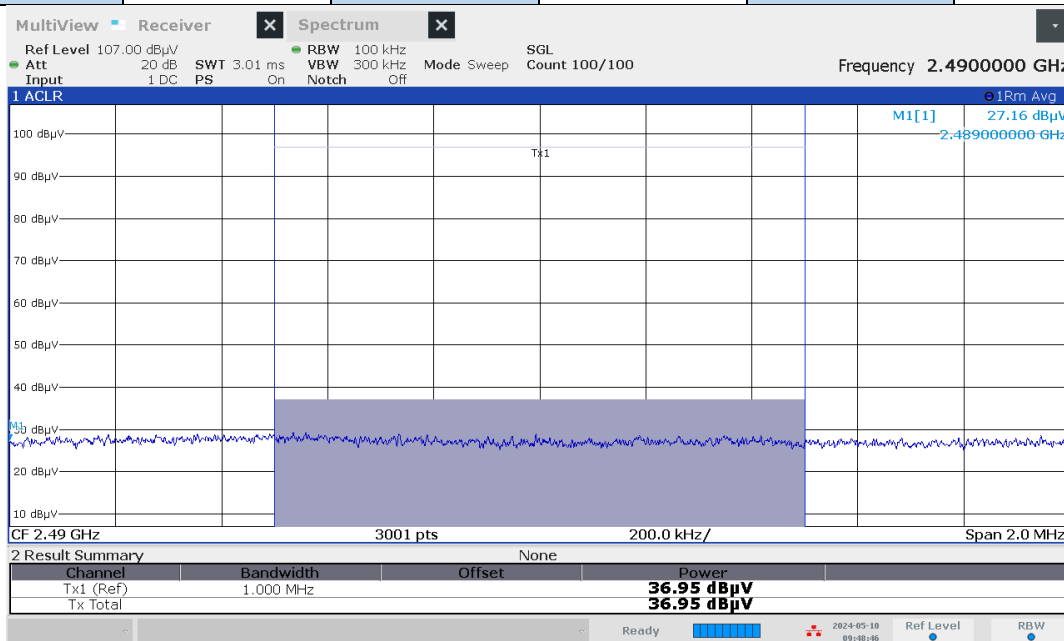 MultiView Receiver Spectrum
Ref Level 107.00 dBµV RBW 100 kHz SGL
Att 20 dB SWT 3.01 ms VBW 300 kHz Mode Sweep Count 100/100 Frequency 2.4900000 GHz
Input 1 DC PS On Notch Off
1 ACLR 1Rm Avg
M1[1] 27.16 dBµV
2.489000000 GHz
100 dBµV
Tx1
90 dBµV
80 dBµV
70 dBµV
60 dBµV
50 dBµV
40 dBµV
M1
30 dBµV
20 dBµV
10 dBµV
CF 2.49 GHz 3001 pts 200.0 kHz/ Span 2.0 MHz
2 Result Summary None
Channel Bandwidth Offset Power
Tx1 (Ref) 1.000 MHz 36.95 dBµV
Tx Total 36.95 dBµV
Ready 2024-05-10 Ref Level RBW
09:48:46